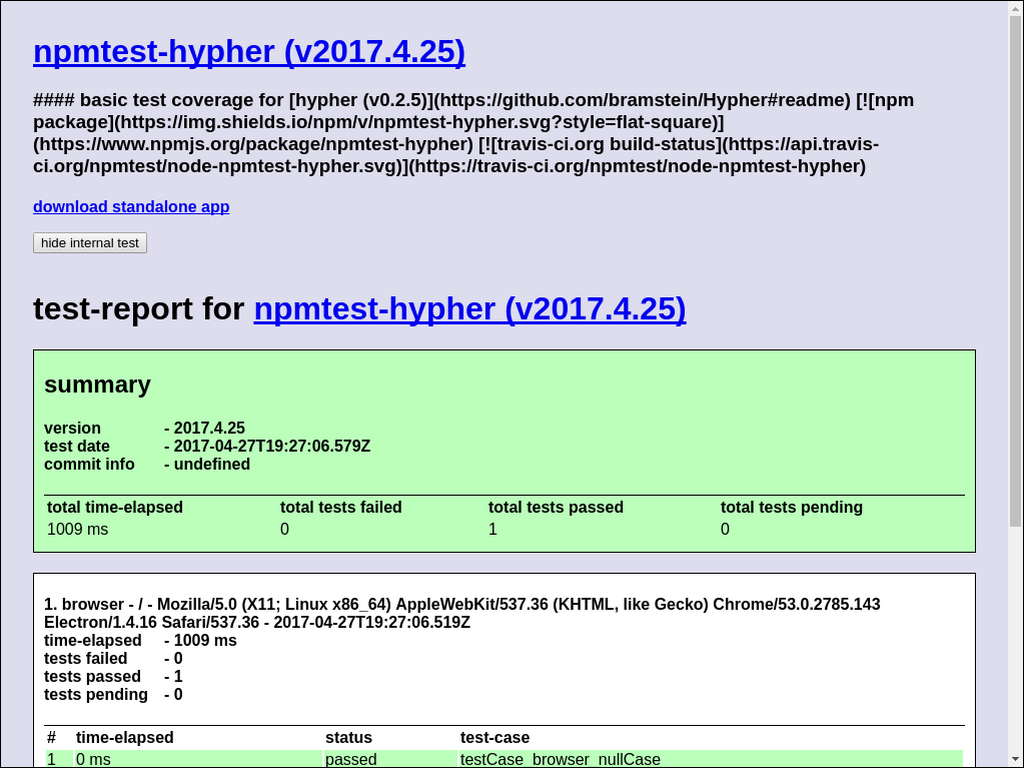 npmtest-hypher (v2017.4.25)
#### basic test coverage for [hypher (v0.2.5)](https://github.com/bramstein/Hypher#readme) [![npm
package](https://img.shields.io/npm/v/npmtest-hypher.svg?style=flat-square)]
(https://www.npmjs.org/package/npmtest-hypher) [![travis-ci.org build-status](https://api.travis-
ci.org/npmtest/node-npmtest-hypher.svg)](https://travis-ci.org/npmtest/node-npmtest-hypher)
download standalone app
hide internal test
test-report for npmtest-hypher (v2017.4.25)
summary
version - 2017.4.25
test date - 2017-04-27T19:27:06.579Z
commit info - undefined
total time-elapsed total tests failed total tests passed total tests pending
1009 ms 0 1 0
1. browser - / - Mozilla/5.0 (X11; Linux x86_64) AppleWebKit/537.36 (KHTML, like Gecko) Chrome/53.0.2785.143
Electron/1.4.16 Safari/537.36 - 2017-04-27T19:27:06.519Z
time-elapsed - 1009 ms
tests failed - 0
tests passed - 1
tests pending - 0
# time-elapsed status test-case
1 0 ms passed testCase_browser_nullCase